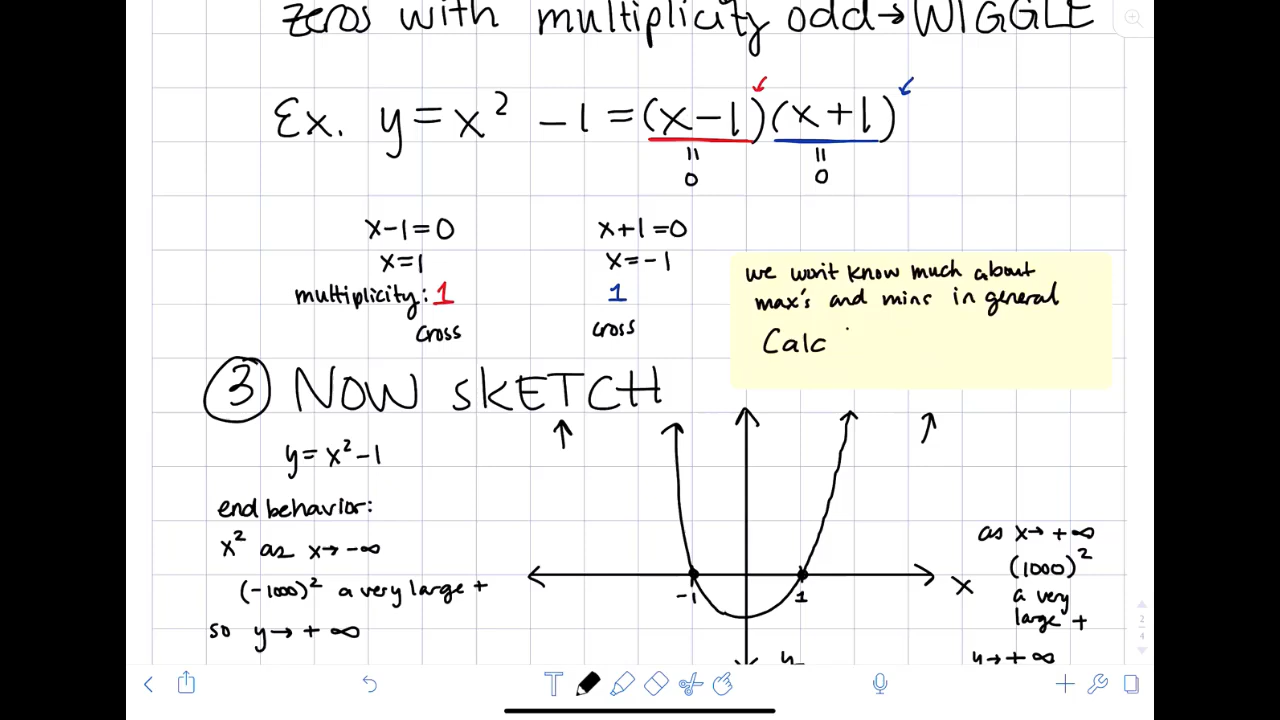 zeros with multiplicity odd → WIGGLE
Ex. y = x² - 1 = (x-1)(x+1)
= 0 = 0
x-1=0
x=1
multiplicity: 1
cross
x+1=0
x=-1
1
cross
we won't know much about
max's and mins in general
Calc
③ NOW SKETCH
y = x² - 1
end behavior:
x² as x → -∞
(-1000)² a very large +
so y → + ∞
-1 1
x
y
as x → +∞
(1000)²
a very
large +
y → + ∞
2
4
T